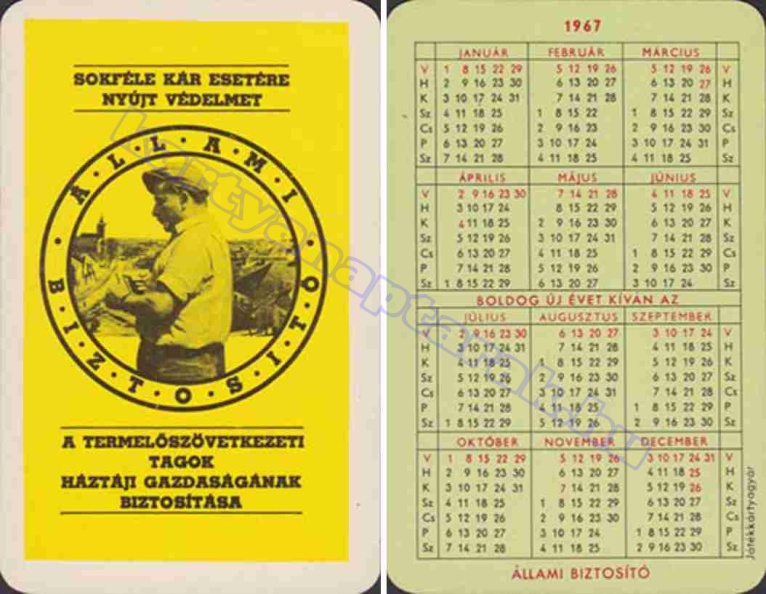 SOKFÉLE KÁR ESETÉRE
NYÚJT VÉDELMET
ÁLLAMI
BIZTOSITÓ
A TERMELŐSZÖVETKEZETI
TAGOK
HÁZTÁJI GAZDASÁGÁNAK
BIZTOSÍTÁSA
1967
JANUÁR FEBRUÁR MÁRCIUS
V 1 8 15 22 29 5 12 19 26 5 12 19 26 V
H 2 9 16 23 30 6 13 20 27 6 13 20 27 H
K 3 10 17 24 31 7 14 21 28 7 14 21 28 K
Sz 4 11 18 25 1 8 15 22 1 8 15 22 29 Sz
Cs 5 12 19 26 2 9 16 23 2 9 16 23 30 Cs
P 6 13 20 27 3 10 17 24 3 10 17 24 31 P
Sz 7 14 21 28 4 11 18 25 4 11 18 25 Sz
ÁPRILIS MÁJUS JÚNIUS
V 2 9 16 23 30 7 14 21 28 4 11 18 25 V
H 3 10 17 24 8 15 22 29 5 12 19 26 H
K 4 11 18 25 2 9 16 23 30 6 13 20 27 K
Sz 5 12 19 26 3 10 17 24 31 7 14 21 28 Sz
Cs 6 13 20 27 4 11 18 25 1 8 15 22 29 Cs
P 7 14 21 28 5 12 19 26 2 9 16 23 30 P
Sz 1 8 15 22 29 6 13 20 27 3 10 17 24 Sz
BOLDOG ÚJ ÉVET KÍVÁN AZ
JÚLIUS AUGUSZTUS SZEPTEMBER
V 2 9 16 23 30 6 13 20 27 3 10 17 24 V
H 3 10 17 24 31 7 14 21 28 4 11 18 25 H
K 4 11 18 25 1 8 15 22 29 5 12 19 26 K
Sz 5 12 19 26 2 9 16 23 30 6 13 20 27 Sz
Cs 6 13 20 27 3 10 17 24 31 7 14 21 28 Cs
P 7 14 21 28 4 11 18 25 1 8 15 22 29 P
Sz 1 8 15 22 29 5 12 19 26 2 9 16 23 30 Sz
OKTÓBER NOVEMBER DECEMBER
V 1 8 15 22 29 5 12 19 26 3 10 17 24 31 V
H 2 9 16 23 30 6 13 20 27 4 11 18 25 H
K 3 10 17 24 31 7 14 21 28 5 12 19 26 K
Sz 4 11 18 25 1 8 15 22 29 6 13 20 27 Sz
Cs 5 12 19 26 2 9 16 23 30 7 14 21 28 Cs
P 6 13 20 27 3 10 17 24 1 8 15 22 29 P
Sz 7 14 21 28 4 11 18 25 2 9 16 23 30 Sz
Játékkártyagyár
ÁLLAMI BIZTOSÍTÓ
kartyanaptarak.hu